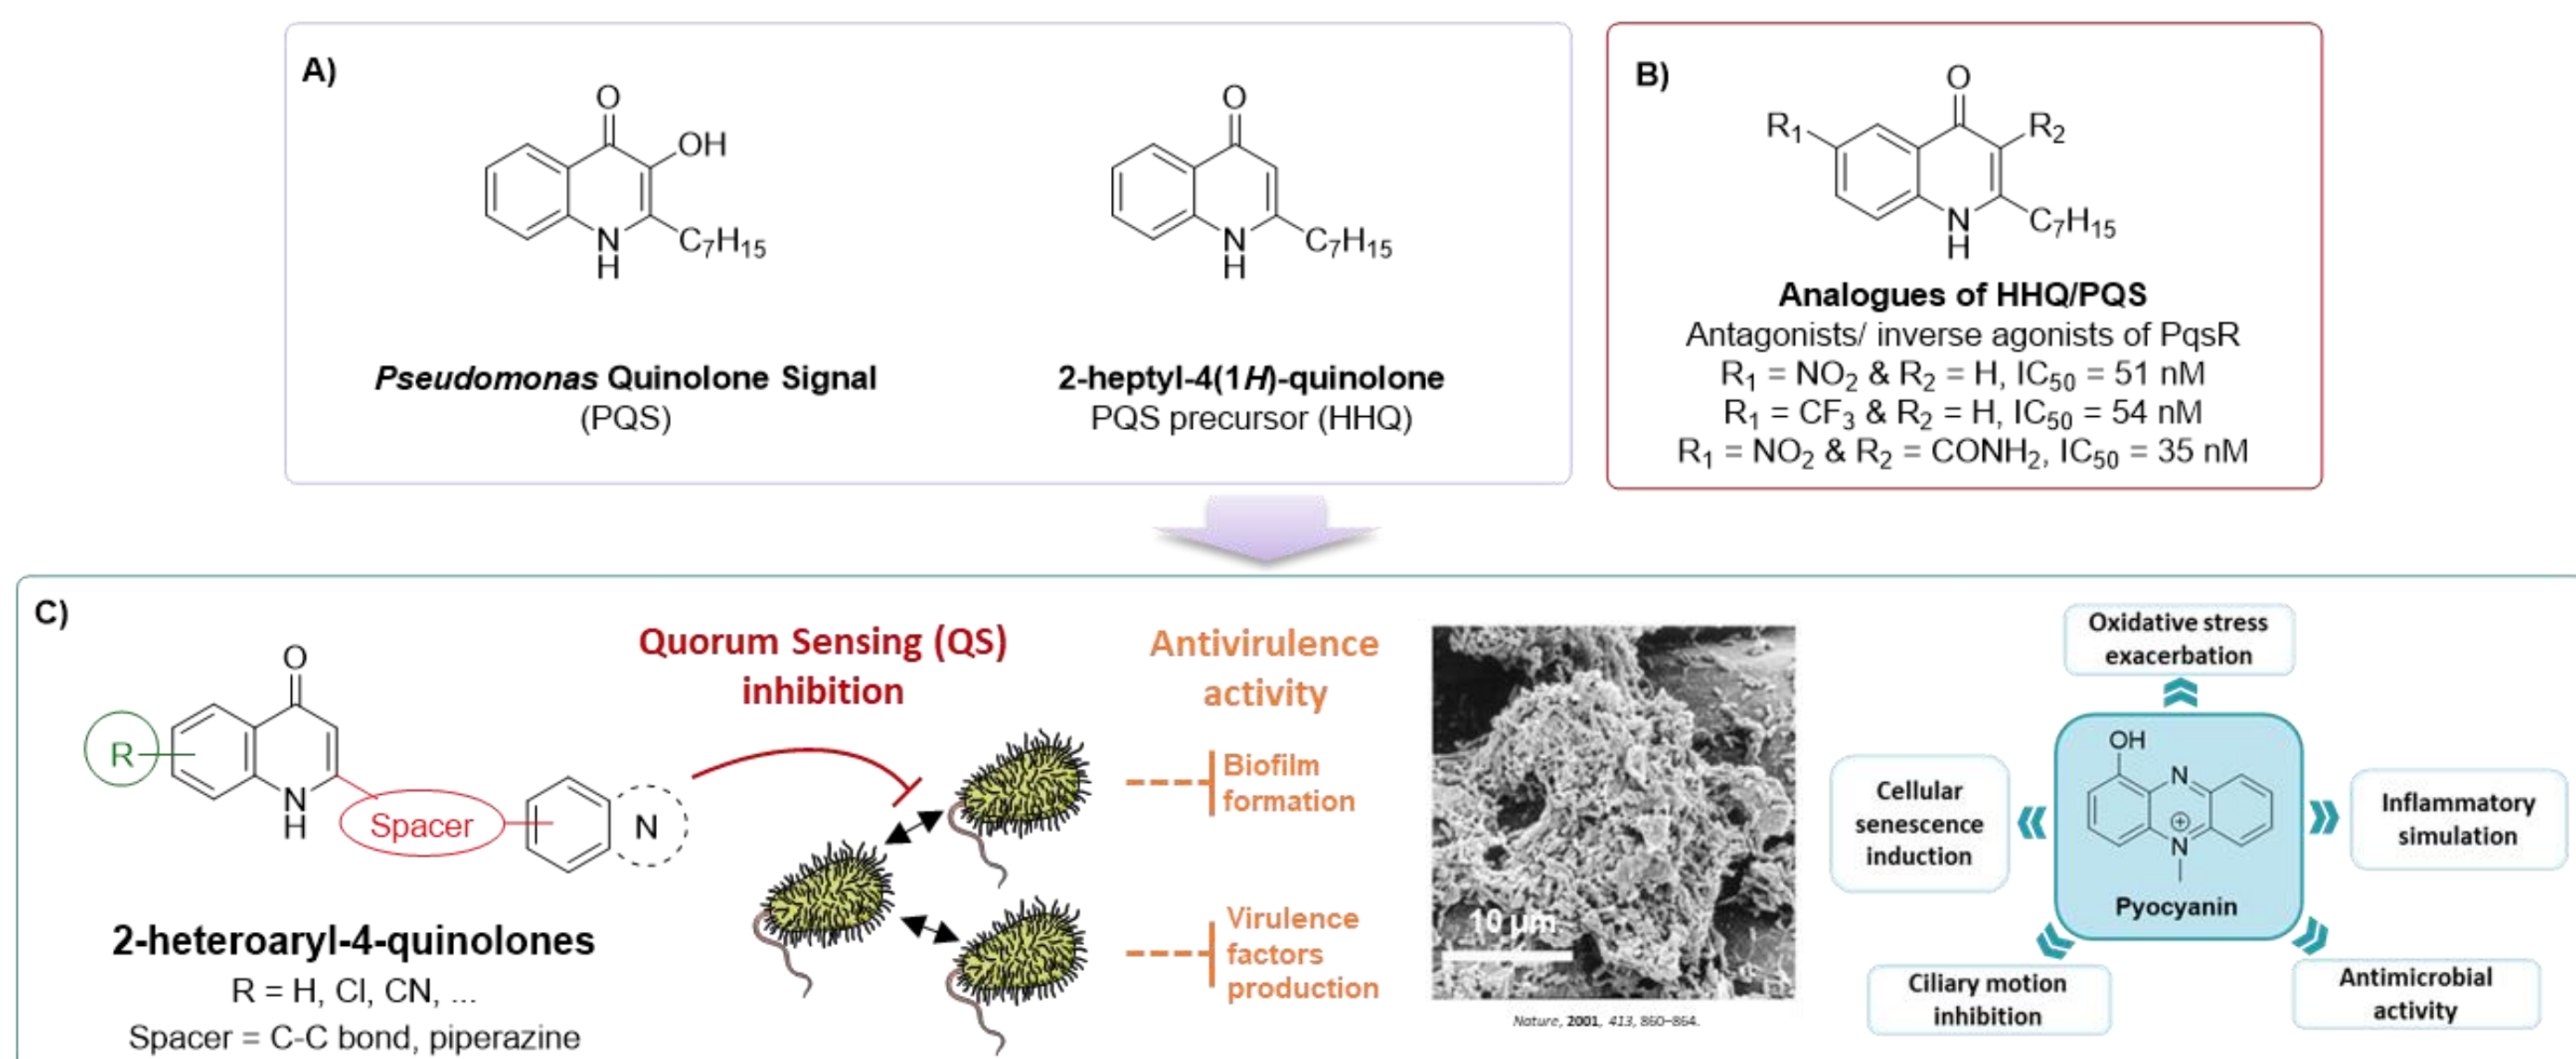 A)
O
OH
N
H
C₇H₁₅
Pseudomonas Quinolone Signal
(PQS)
O
N
H
C₇H₁₅
2-heptyl-4(1H)-quinolone
PQS precursor (HHQ)
B)
O
R₁
R₂
N
H
C₇H₁₅
Analogues of HHQ/PQS
Antagonists/ inverse agonists of PqsR
R₁ = NO₂ & R₂ = H, IC₅₀ = 51 nM
R₁ = CF₃ & R₂ = H, IC₅₀ = 54 nM
R₁ = NO₂ & R₂ = CONH₂, IC₅₀ = 35 nM
C)
O
R
N
H
Spacer
N
2-heteroaryl-4-quinolones
R = H, Cl, CN, ...
Spacer = C-C bond, piperazine
Quorum Sensing (QS)
inhibition
Antivirulence
activity
Biofilm
formation
Virulence
factors
production
10 µm
Nature, 2001, 413, 860–864.
Oxidative stress
exacerbation
Cellular
senescence
induction
OH
N
⊕
N
Pyocyanin
Inflammatory
simulation
Ciliary motion
inhibition
Antimicrobial
activity